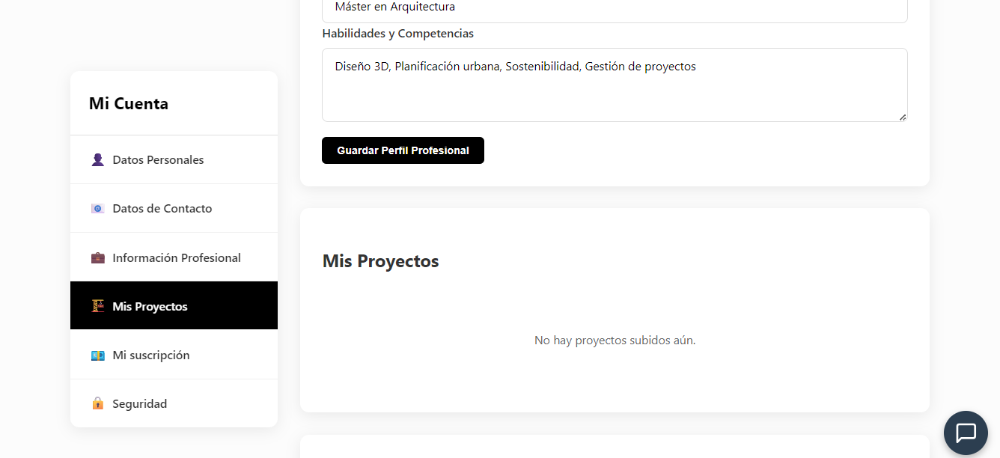 Máster en Arquitectura
Habilidades y Competencias
Diseño 3D, Planificación urbana, Sostenibilidad, Gestión de proyectos
Guardar Perfil Profesional
Mi Cuenta
Datos Personales
Datos de Contacto
Información Profesional
Mis Proyectos
Mi suscripción
Seguridad
Mis Proyectos
No hay proyectos subidos aún.